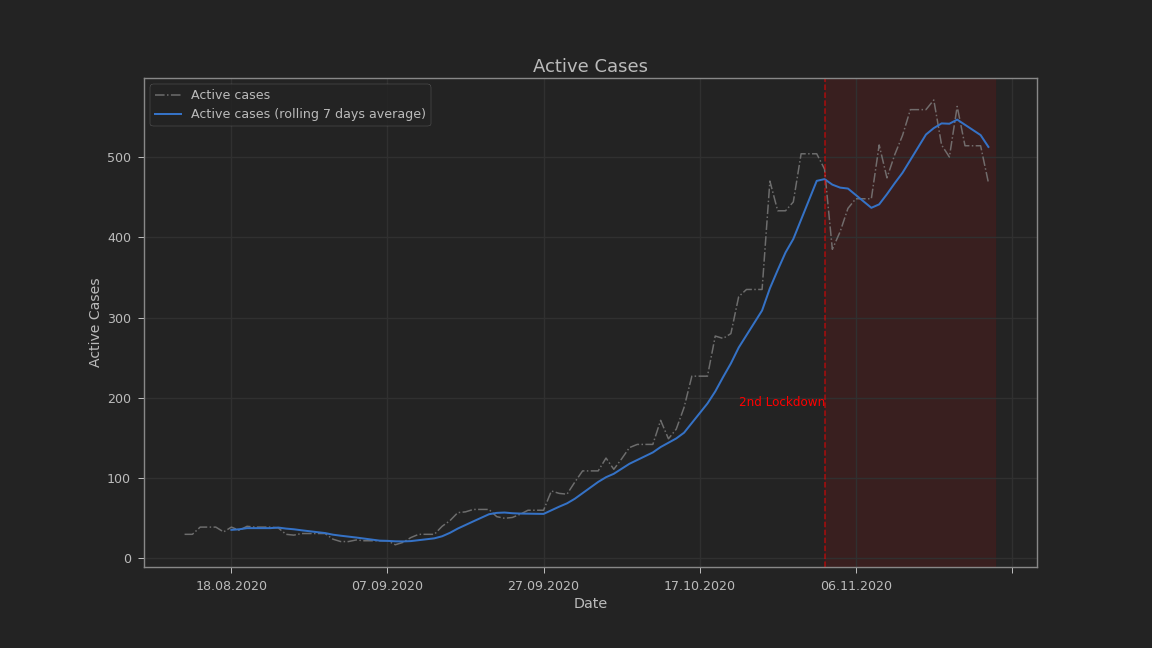 Active Cases
Active cases
Active cases (rolling 7 days average)
500
400
300
200
100
0
Active Cases
2nd Lockdown
18.08.2020 07.09.2020 27.09.2020 17.10.2020 06.11.2020
Date